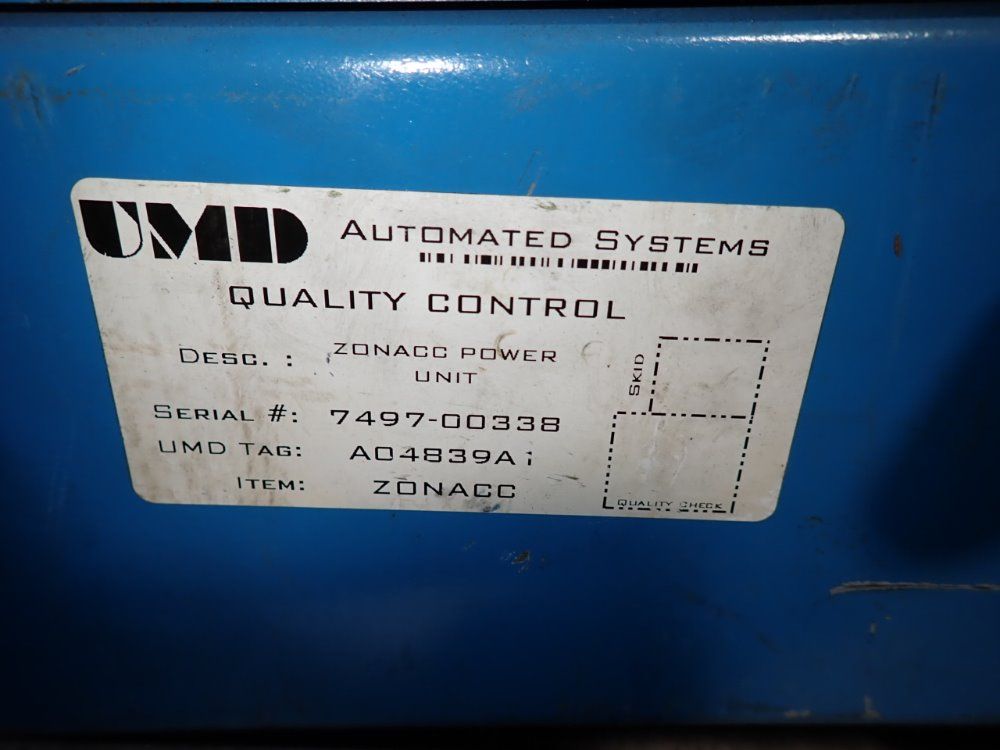 UMD AUTOMATED SYSTEMS
QUALITY CONTROL
DESC. : ZONACC POWER
UNIT
SKID
SERIAL #: 7497-00338
UMD TAG: A04839A1
ITEM: ZONACC
QUALITY CHECK